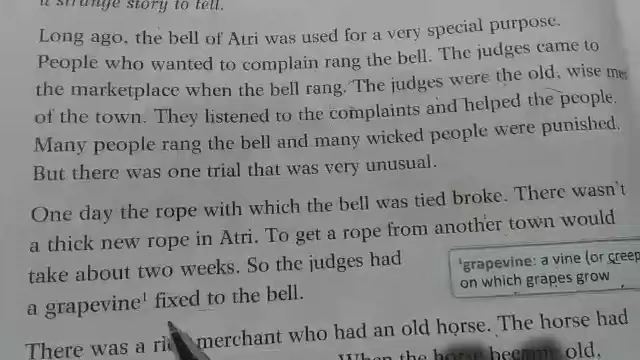 a strange story to tell.
Long ago, the bell of Atri was used for a very special purpose.
People who wanted to complain rang the bell. The judges came to
the marketplace when the bell rang. The judges were the old, wise
of the town. They listened to the complaints and helped the people.
Many people rang the bell and many wicked people were punished.
But there was one trial that was very unusual.
One day the rope with which the bell was tied broke. There wasn't
a thick new rope in Atri. To get a rope from another town would
take about two weeks. So the judges had
a grapevine¹ fixed to the bell.
¹grapevine: a vine (or creep
on which grapes grow
There was a merchant who had an old horse. The horse had
When the horse became old,